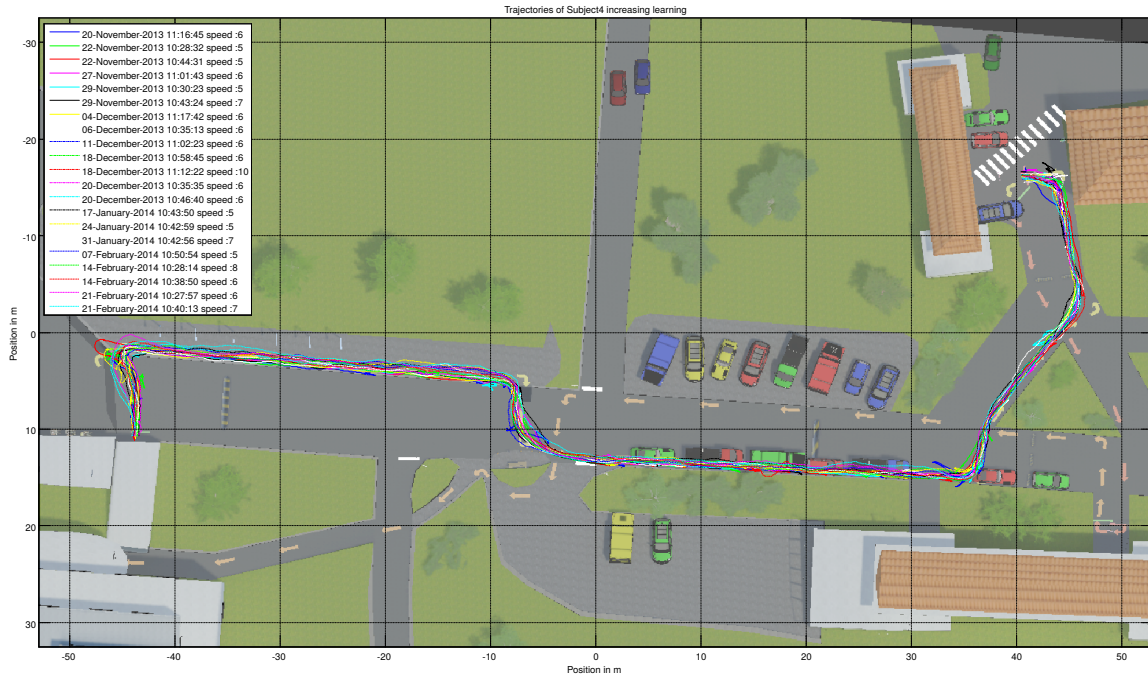 Trajectories of Subject4 increasing learning
20-November-2013 11:16:45 speed :6
22-November-2013 10:28:32 speed :5
22-November-2013 10:44:31 speed :5
27-November-2013 11:01:43 speed :6
29-November-2013 10:30:23 speed :5
29-November-2013 10:43:24 speed :7
04-December-2013 11:17:42 speed :6
06-December-2013 10:35:13 speed :6
11-December-2013 11:02:23 speed :6
18-December-2013 10:58:45 speed :6
18-December-2013 11:12:22 speed :10
20-December-2013 10:35:35 speed :6
20-December-2013 10:46:40 speed :6
17-January-2014 10:43:50 speed :5
24-January-2014 10:42:59 speed :5
31-January-2014 10:42:56 speed :7
07-February-2014 10:50:54 speed :5
14-February-2014 10:28:14 speed :8
14-February-2014 10:38:50 speed :6
21-February-2014 10:27:57 speed :6
21-February-2014 10:40:13 speed :7
-30
-20
-10
0
10
20
30
Position in m
-50
-40
-30
-20
-10
0
10
20
30
40
50
Position in m